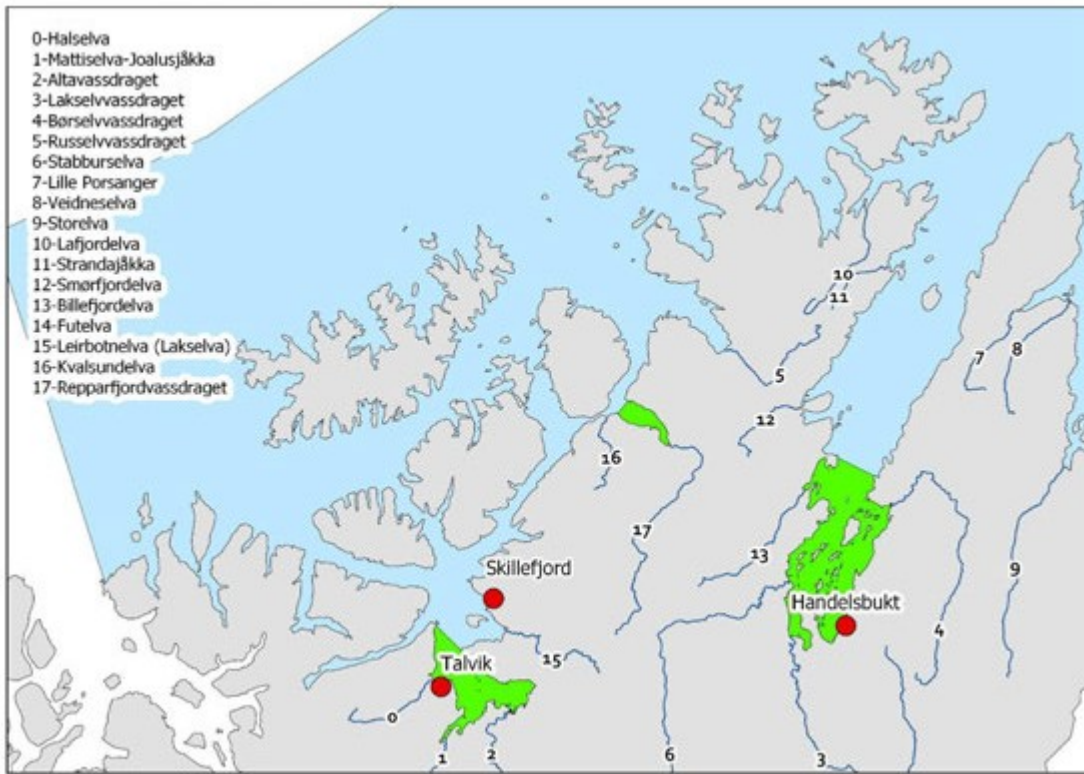 0-Halselva
1-Mattiselva-Joalusjåkka
2-Altavassdraget
3-Lakselvvassdraget
4-Børselvvassdraget
5-Russelvvassdraget
6-Stabburselva
7-Lille Porsanger
8-Veidneselva
9-Storelva
10-Lafjordelva
11-Strandajåkka
12-Smørfjordelva
13-Billefjordelva
14-Futelva
15-Leirbotnelva (Lakselva)
16-Kvalsundelva
17-Repparfjordvassdraget
10
11
7
8
5
12
16
17
13
Skillefjord
9
Handelsbukt
4
15
Talvik
0
1
2
6
3